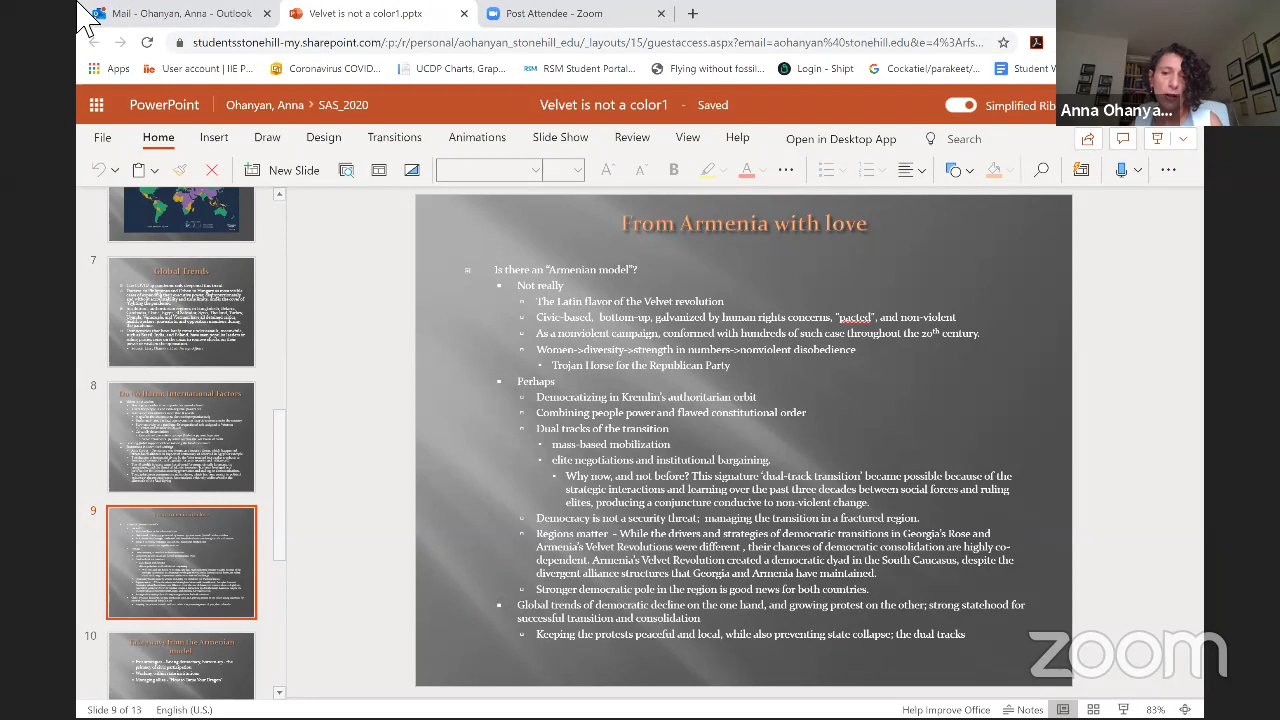 Mail - Ohanyan, Anna - Outlook
Velvet is not a color1.pptx
Post Attendee - Zoom
studentsstonehill-my.sharepoint.com/:p:/r/personal/aohanyan_stonehill_edu/_layouts/15/guestaccess.aspx?email=aohanyan%40stonehill.edu&e=4%3Arfs...
Apps
User account (IIE P...
Coronavirus COVID...
UCDP Charts, Grap...
RSM Student Portal...
Flying without fossil...
Login - Shipt
Cockatiel/parakeet/...
Student W
Anna Ohanya...
PowerPoint
Ohanyan, Anna > SAS_2020
Velvet is not a color1 - Saved
Simplified Rib
File
Home
Insert
Draw
Design
Transitions
Animations
Slide Show
Review
View
Help
Open in Desktop App
Search
New Slide
7
Global Trends
8
Do No Harm International Factors
9
10
Take-aways from the Armenian model
Working within state institutions
From Armenia with love
Is there an “Armenian model”?
Not really
The Latin flavor of the Velvet revolution
Civic-based, bottom-up, galvanized by human rights concerns, "pacted", and non-violent
As a nonviolent campaign, conformed with hundreds of such case throughout the 20th century.
Women->diversity->strength in numbers->nonviolent disobedience
Trojan Horse for the Republican Party
Perhaps
Democratizing in Kremlin's authoritarian orbit
Combining people power and flawed constitutional order
Dual tracks of the transition
mass-based mobilization
elite negotiation and institutional bargaining.
Why now, and not before? This signature ‘dual-track transition’ became possible because of the
strategic interactions and learning over the past three decades between social forces and ruling
elites, producing a conjuncture conducive to non-violent change.
Democracy is not a security threat; managing the transition in a fractured region.
Regions matter - While the drivers and strategies of democratic transitions in Georgia's Rose and
Armenia's Velvet Revolutions were different , their chances of democratic consolidation are highly co-
dependent. Armenia's Velvet Revolution created a democratic dyad in the South Caucasus, despite the
divergent alliance structures that Georgia and Armenia have maintained.
Stronger democratic pole in the region is good news for both countries.
Global trends of democratic decline on the one hand, and growing protest on the other; strong statehood for
successful transition and consolidation
Keeping the protests peaceful and local, while also preventing state collapse; the dual tracks
zoom
Slide 9 of 13
English (U.S.)
Help Improve Office
Notes
83%